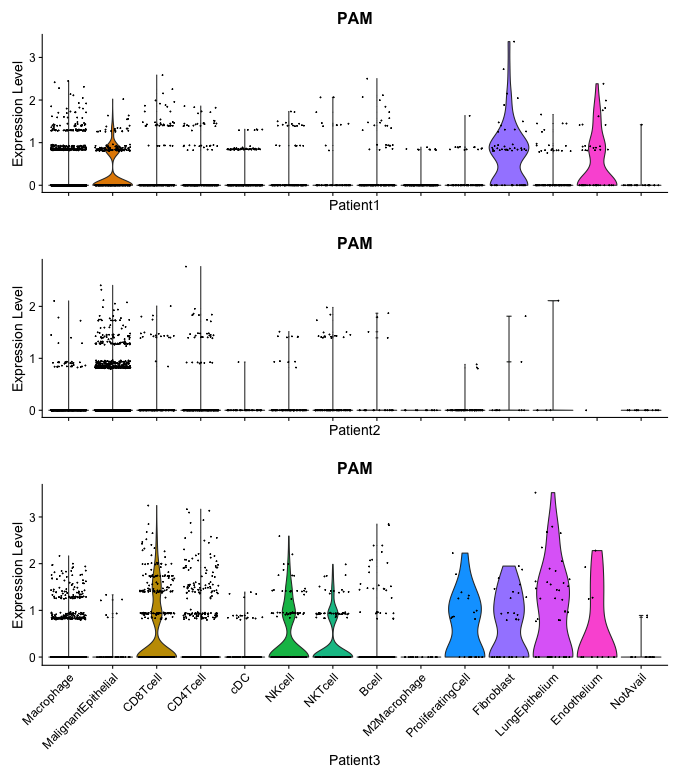 PAM
Expression Level
3
2
1
0
Patient1
PAM
Expression Level
2
1
0
Patient2
PAM
Expression Level
3
2
1
0
Macrophage
MalignantEpithelial
CD8Tcell
CD4Tcell
cDC
NKcell
NKTcell
Bcell
M2Macrophage
ProliferatingCell
Fibroblast
LungEpithelium
Endothelium
NotAvail
Patient3